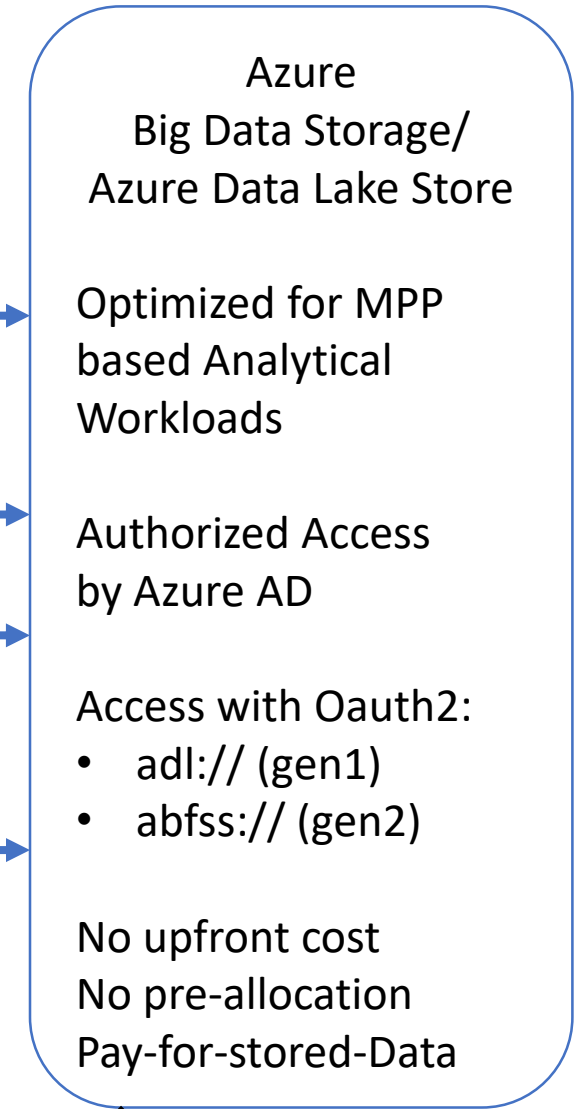 Azure
Big Data Storage/
Azure Data Lake Store
Optimized for MPP
based Analytical
Workloads
Authorized Access
by Azure AD
Access with Oauth2:
• adl:// (gen1)
• abfss:// (gen2)
No upfront cost
No pre-allocation
Pay-for-stored-Data